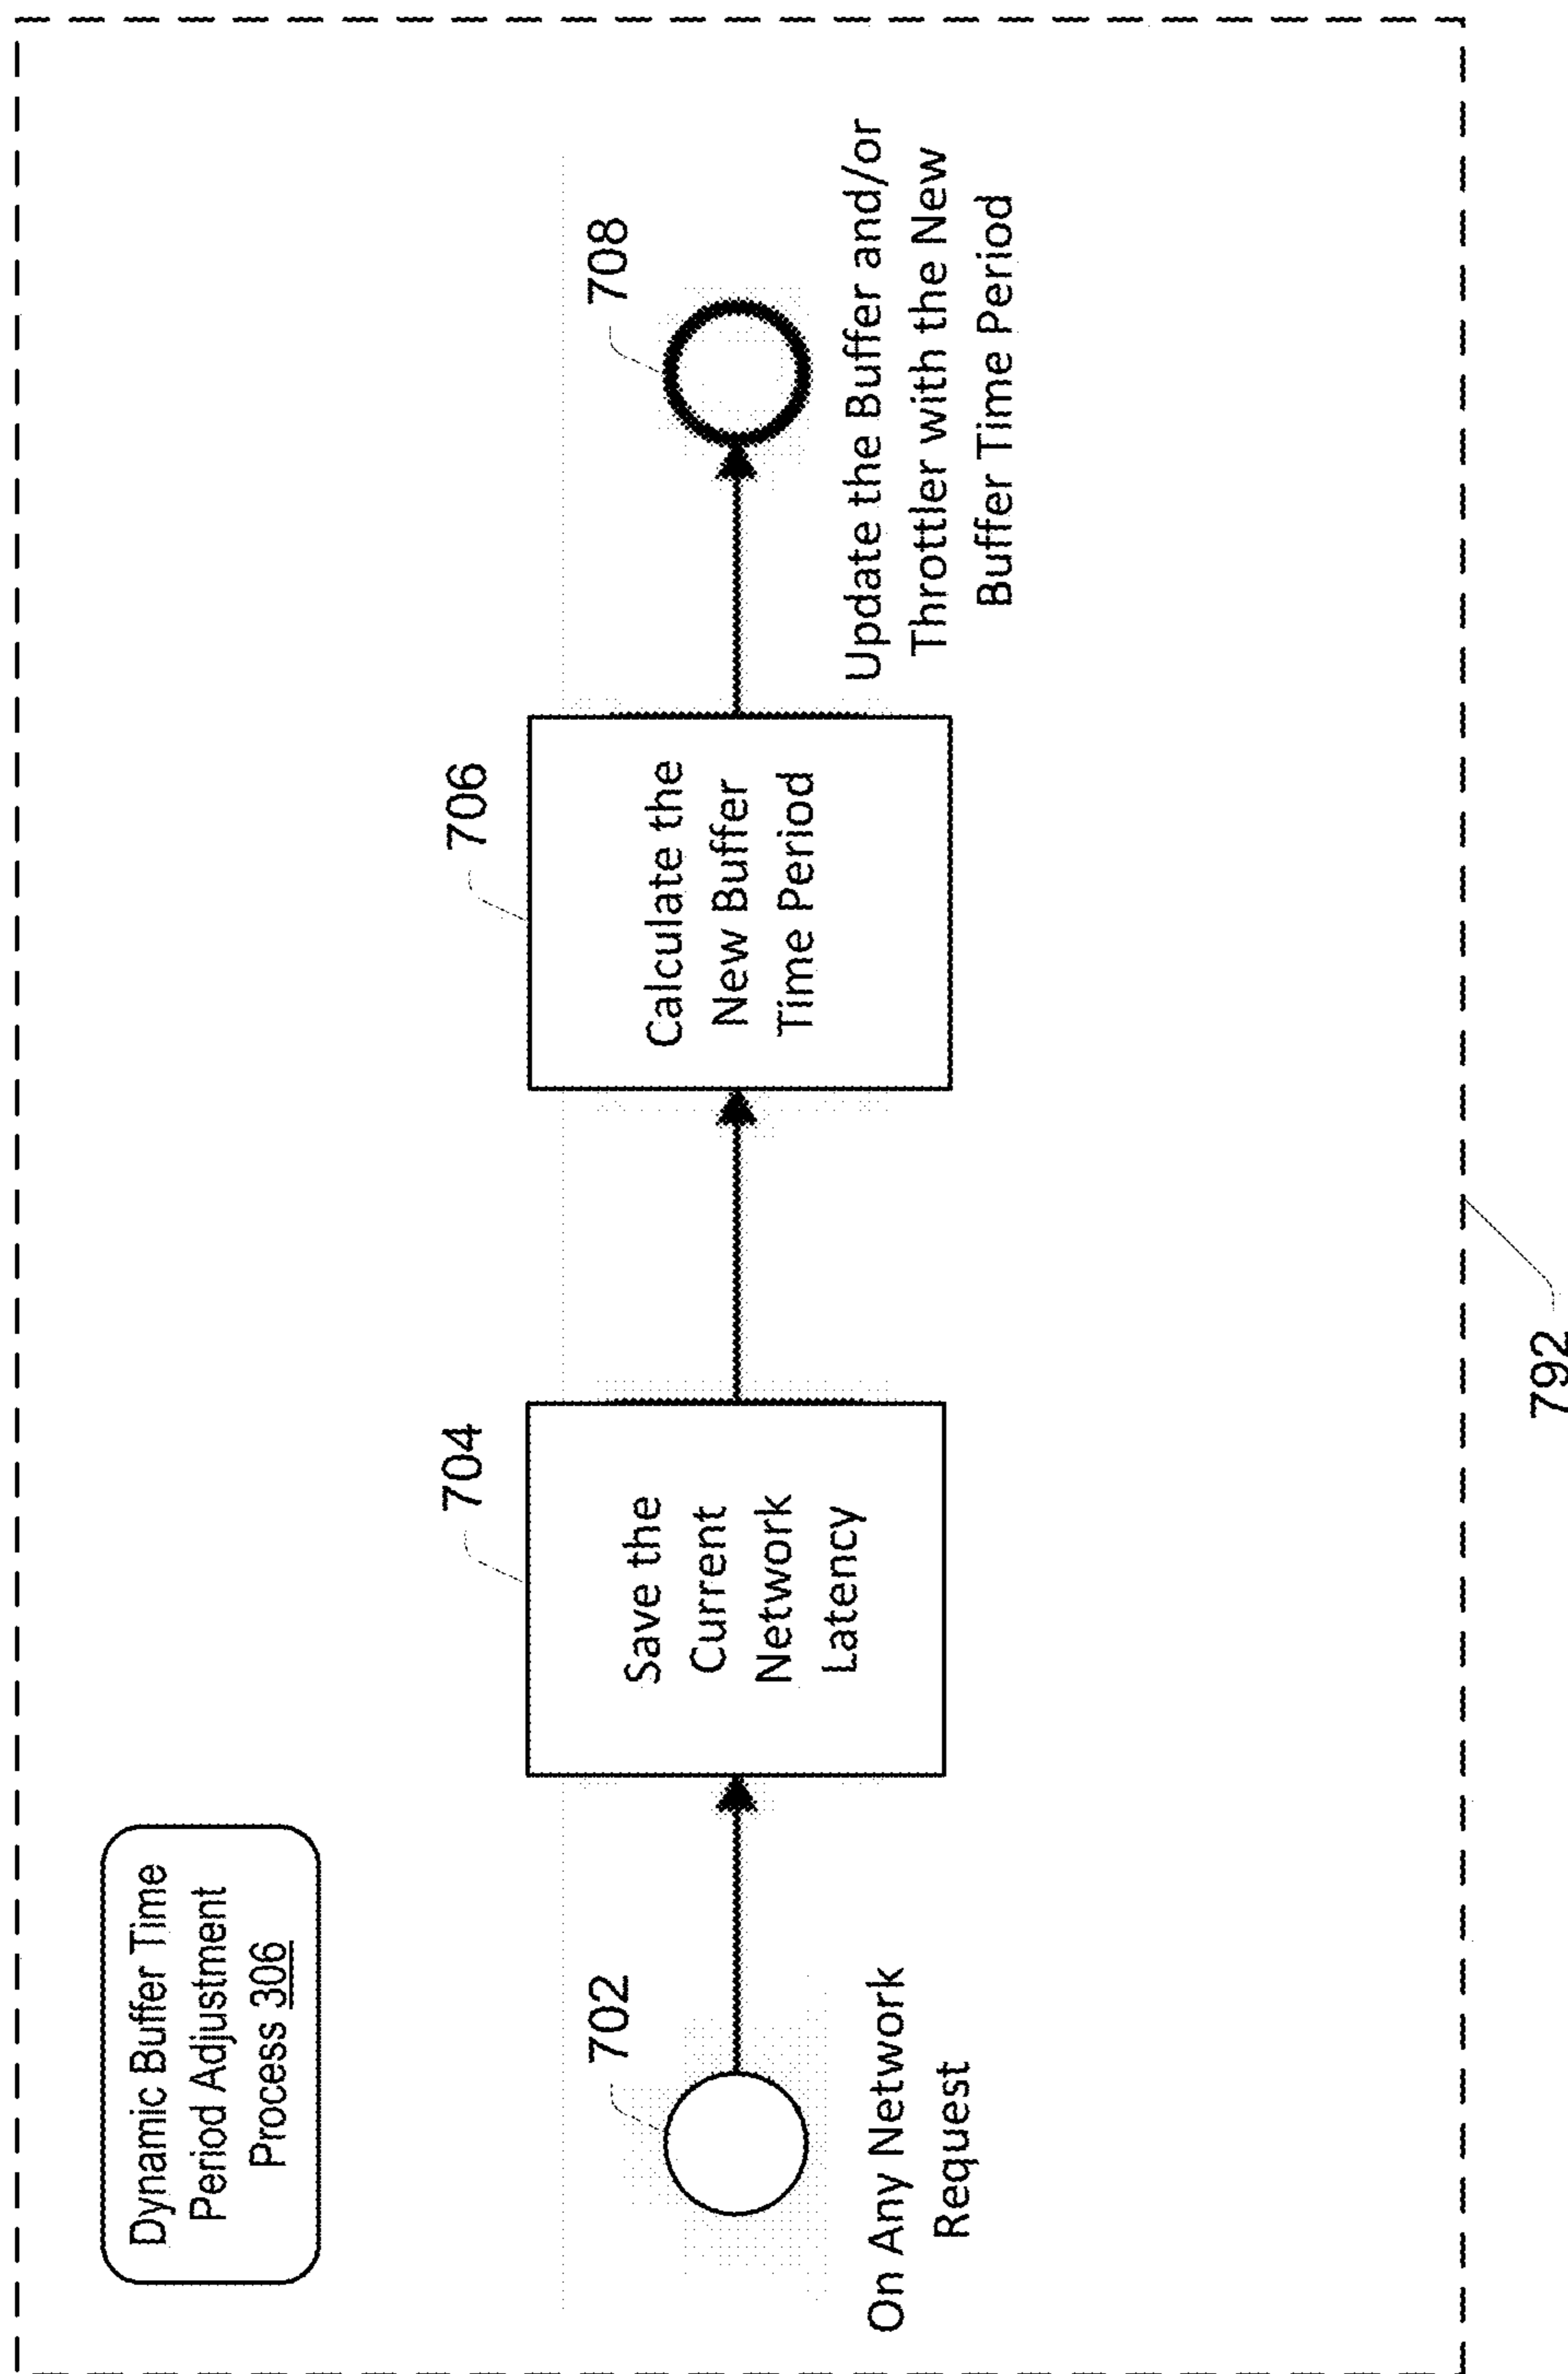 Dynamic Buffer Time
Period Adjustment
Process 306
702
On Any Network
Request
704
Save the
Current
Network
Latency
706
Calculate the
New Buffer
Time Period
708
Update the Buffer and/or
Throttler with the New
Buffer Time Period
792